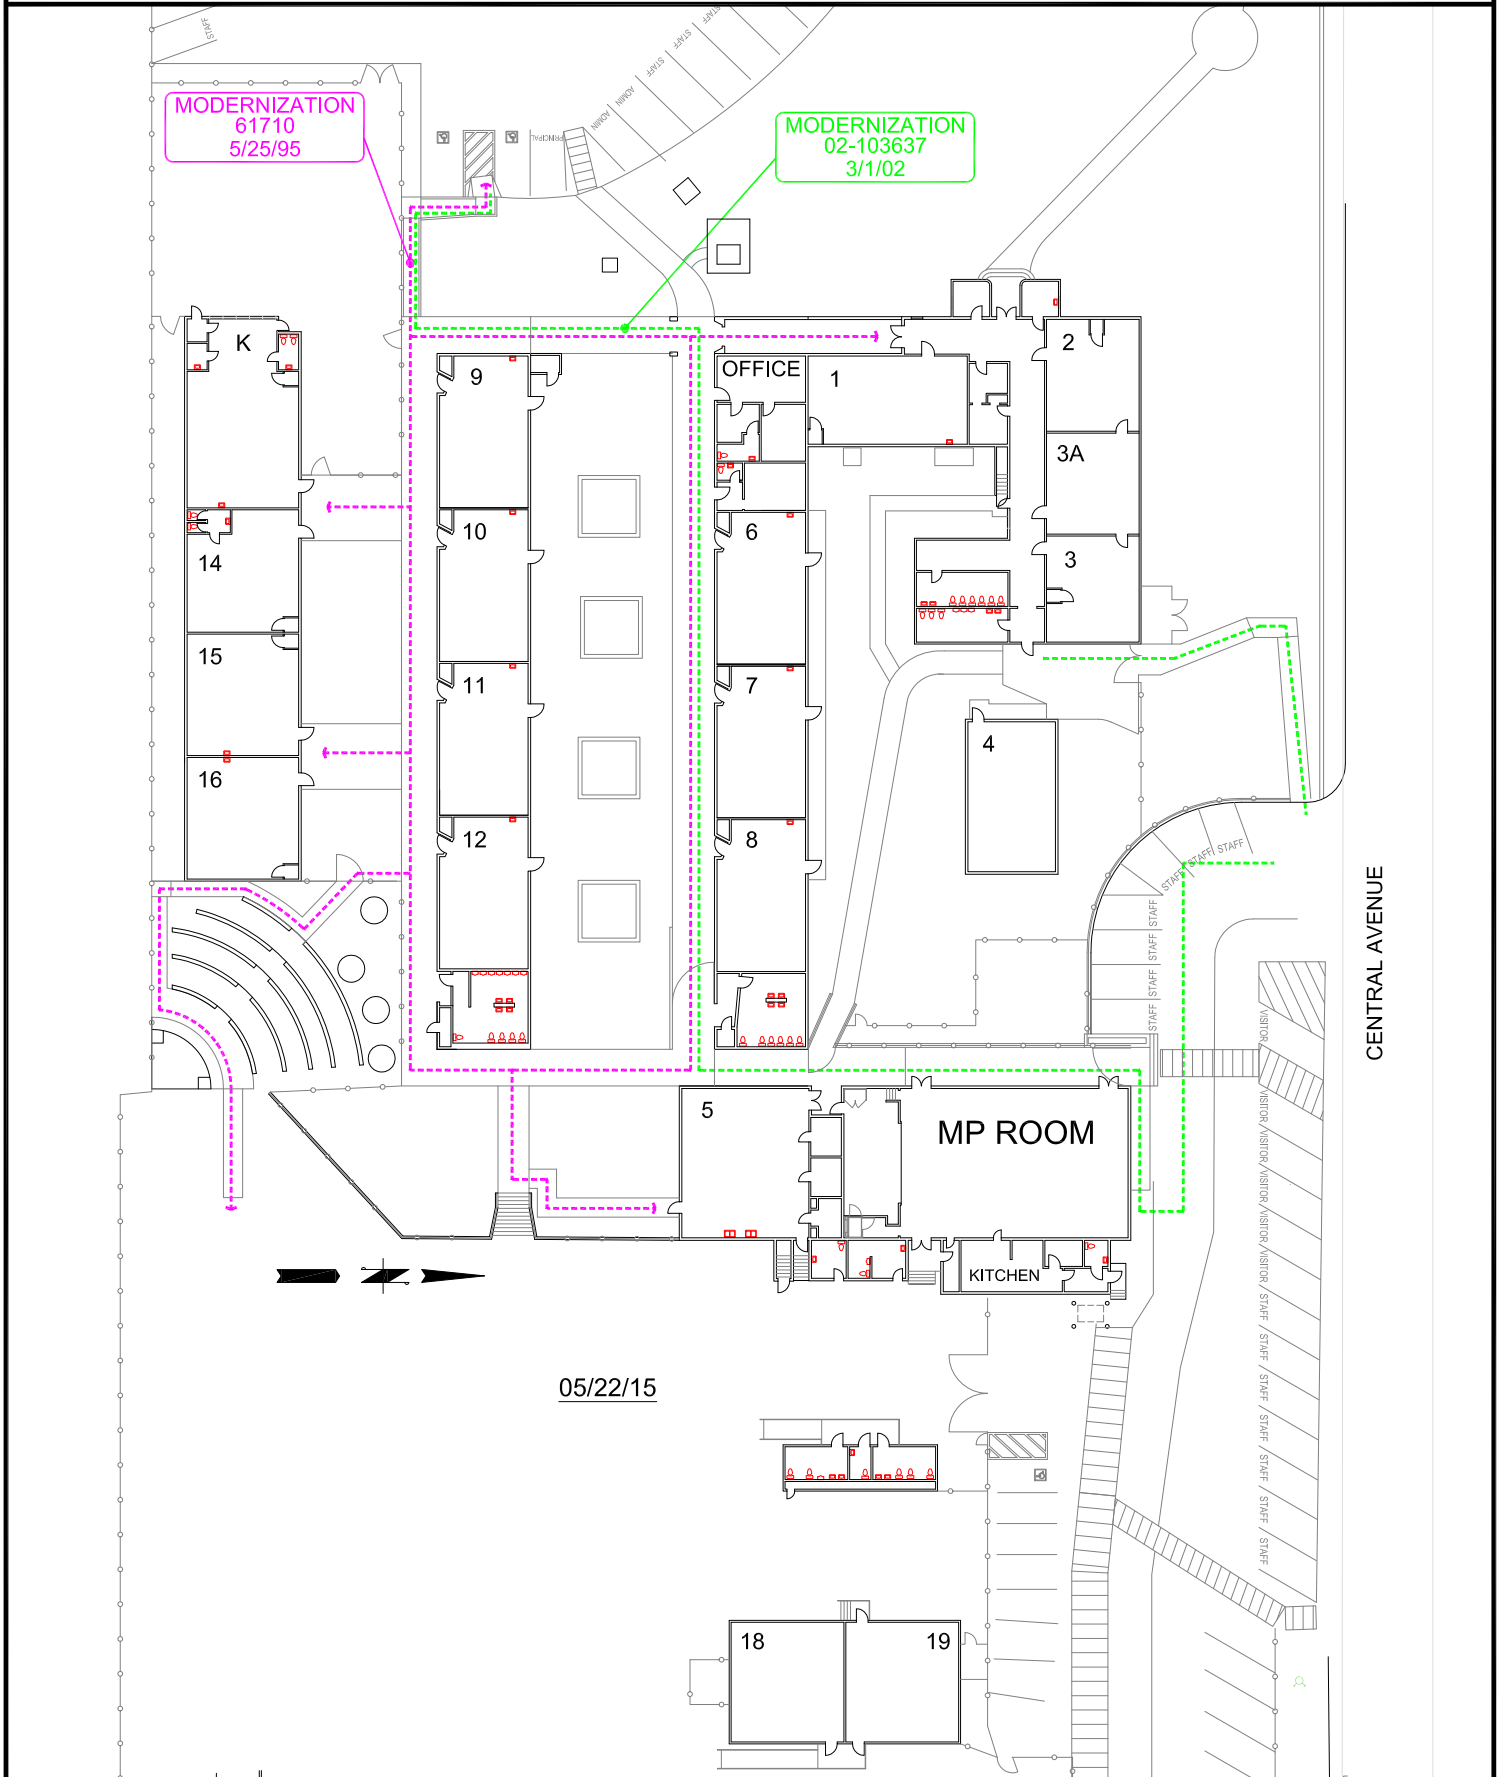 STAFF
STAFF
STAFF
STAFF
ADMIN
ADMIN
PRINCIPAL
MODERNIZATION
61710
5/25/95
MODERNIZATION
02-103637
3/1/02
K
9
OFFICE
1
2
3A
14
10
6
3
15
11
7
4
16
12
8
STAFF
STAFF
STAFF
STAFF
STAFF
STAFF
STAFF
CENTRAL AVENUE
5
MP ROOM
KITCHEN
VISITOR
VISITOR
VISITOR
VISITOR
VISITOR
VISITOR
STAFF
STAFF
STAFF
STAFF
STAFF
STAFF
STAFF
05/22/15
18
19